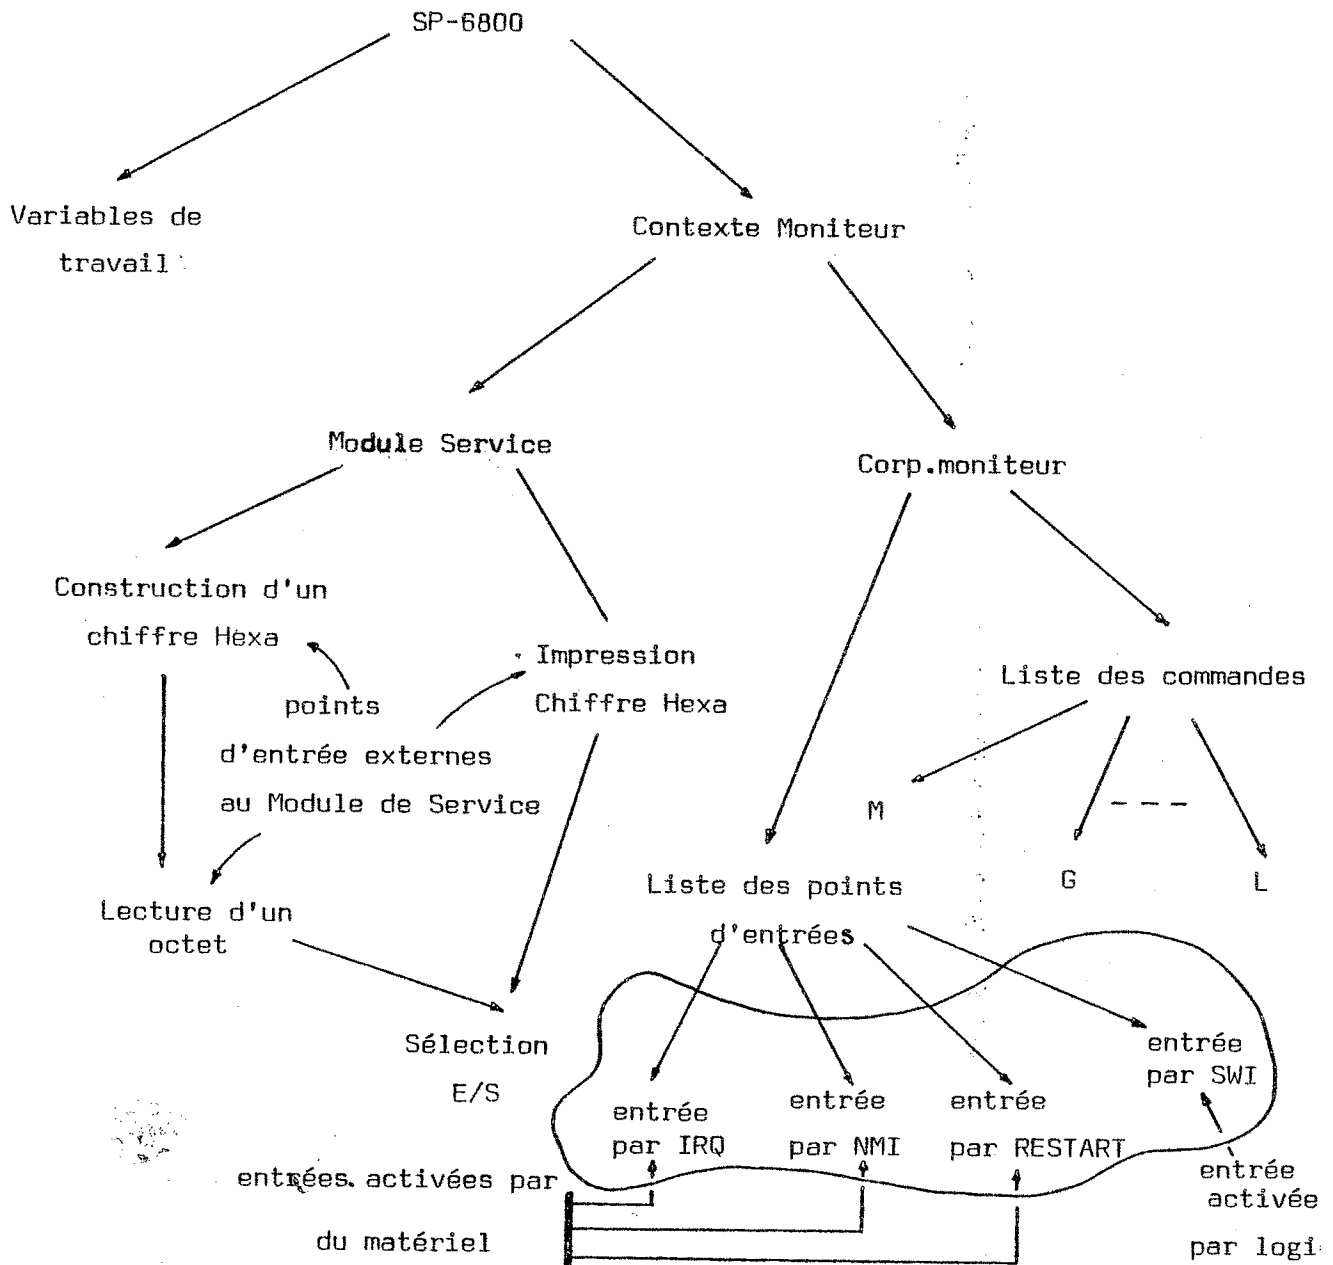 SP-6800
Variables de
travail
Contexte Moniteur
Module Service
Corp.moniteur
Construction d'un
chiffre Hexa
Impression
Chiffre Hexa
Liste des commandes
points
d'entrée externes
au Module de Service
M
- - -
G
L
Liste des points
d'entrées
Lecture d'un
octet
Sélection
E/S
entrée
par SWI
entrée
par IRQ
entrée
par NMI
entrée
par RESTART
entrées activées par
du matériel
entrée
activée
par